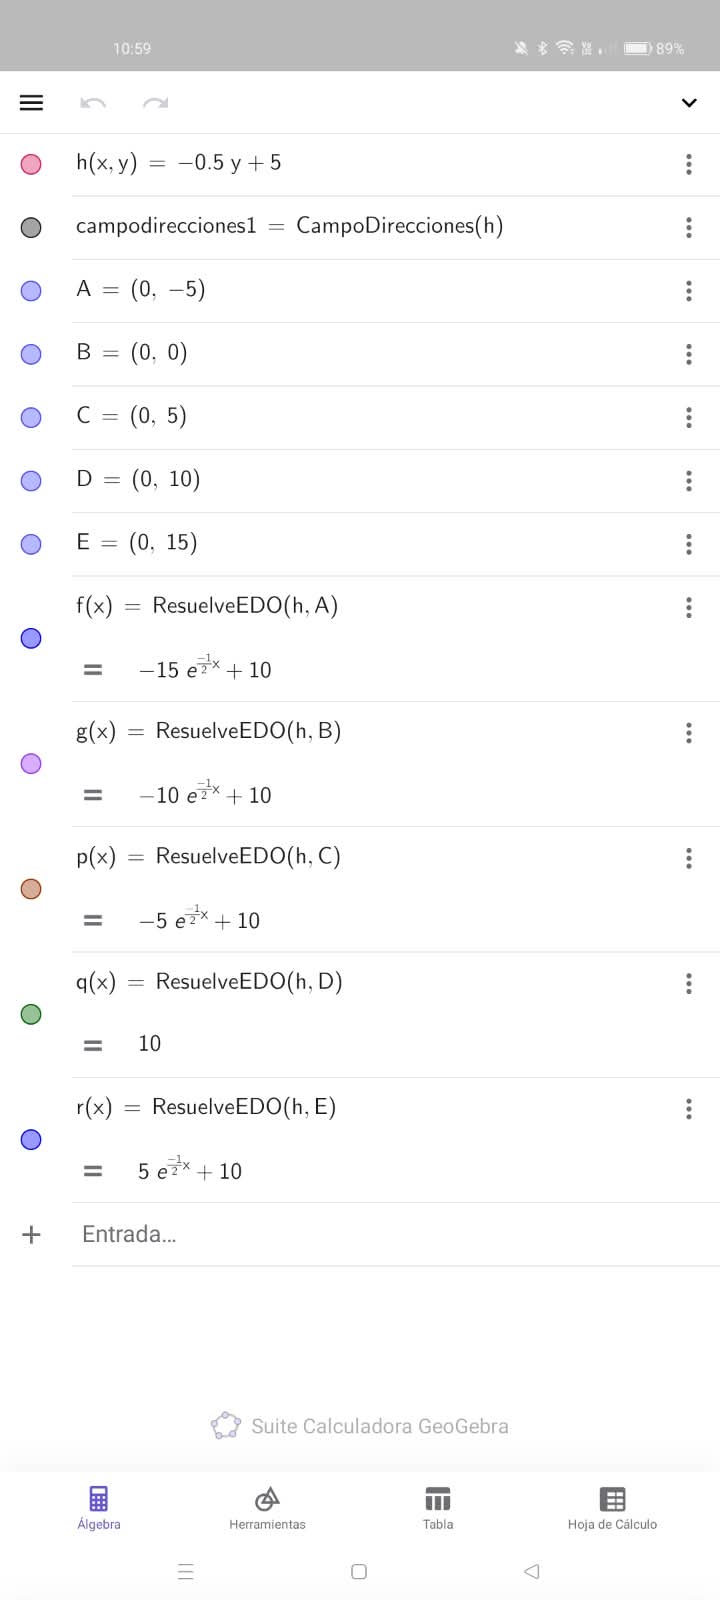 10:59 89%
h(x, y) = −0.5 y + 5
campodirecciones1 = CampoDirecciones(h)
A = (0, −5)
B = (0, 0)
C = (0, 5)
D = (0, 10)
E = (0, 15)
f(x) = ResuelveEDO(h, A)
= −15 e^(−1/2 x) + 10
g(x) = ResuelveEDO(h, B)
= −10 e^(−1/2 x) + 10
p(x) = ResuelveEDO(h, C)
= −5 e^(−1/2 x) + 10
q(x) = ResuelveEDO(h, D)
= 10
r(x) = ResuelveEDO(h, E)
= 5 e^(−1/2 x) + 10
+ Entrada...
Suite Calculadora GeoGebra
Álgebra Herramientas Tabla Hoja de Cálculo